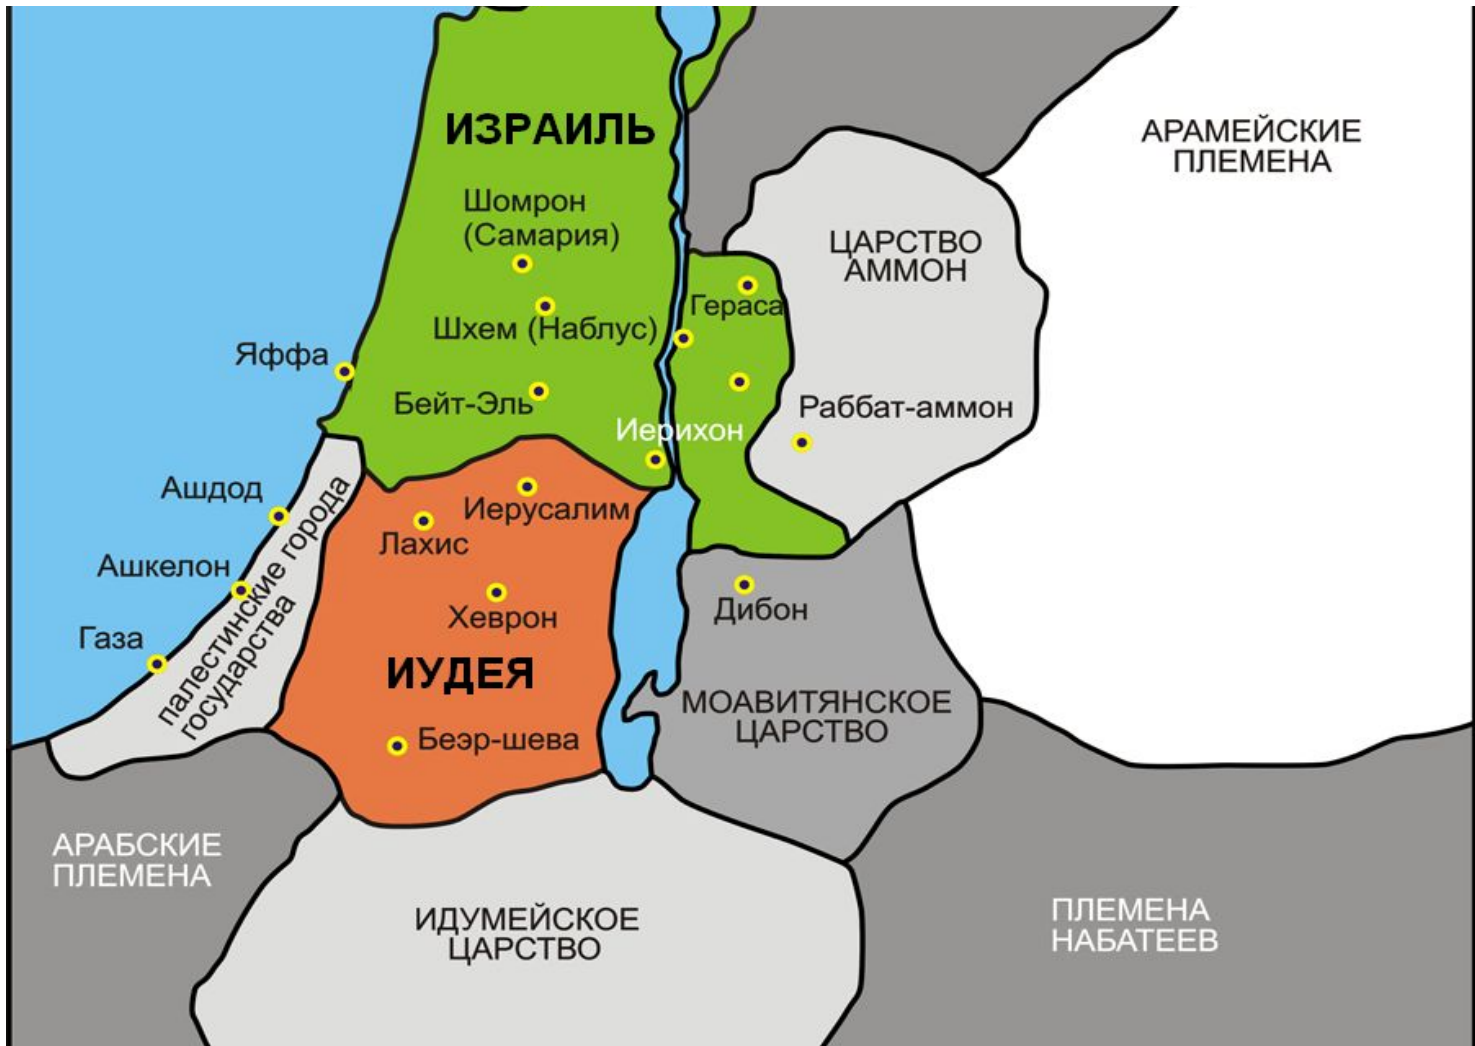 ИЗРАИЛЬ
АРАМЕЙСКИЕ
ПЛЕМЕНА
Шомрон
(Самария)
ЦАРСТВО
АММОН
Гераса
Шхем (Наблус)
Яффа
Бейт-Эль
Раббат-аммон
Иерихон
Ашдод
Иерусалим
Лахис
Ашкелон
палестинские города
государства
Хеврон
Дибон
Газа
ИУДЕЯ
МОАВИТЯНСКОЕ
ЦАРСТВО
Беэр-шева
АРАБСКИЕ
ПЛЕМЕНА
ИДУМЕЙСКОЕ
ЦАРСТВО
ПЛЕМЕНА
НАБАТЕЕВ